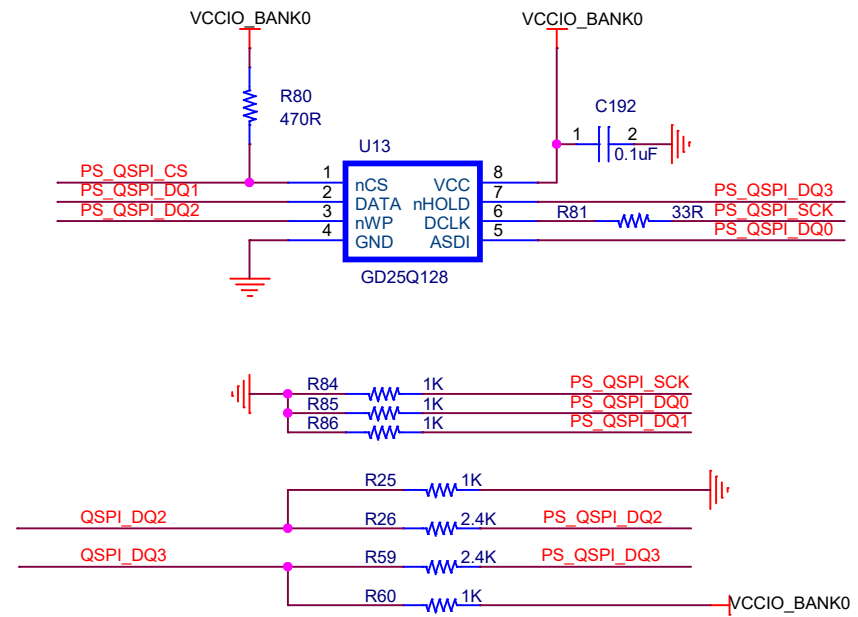 VCCIO_BANK0
VCCIO_BANK0
R80
470R
C192
1
2
0.1uF
U13
PS_QSPI_CS
1
nCS
VCC
8
PS_QSPI_DQ1
2
DATA
nHOLD
7
PS_QSPI_DQ3
PS_QSPI_DQ2
3
nWP
DCLK
6
R81
33R
PS_QSPI_SCK
4
GND
ASDI
5
PS_QSPI_DQ0
GD25Q128
R84
1K
PS_QSPI_SCK
R85
1K
PS_QSPI_DQ0
R86
1K
PS_QSPI_DQ1
R25
1K
QSPI_DQ2
R26
2.4K
PS_QSPI_DQ2
QSPI_DQ3
R59
2.4K
PS_QSPI_DQ3
R60
1K
VCCIO_BANK0